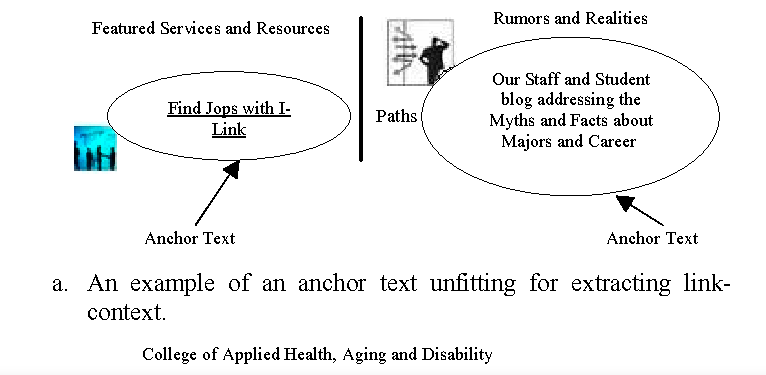 Featured Services and Resources
Find Jops with I-
Link
Anchor Text
Rumors and Realities
Paths
Our Staff and Student
blog addressing the
Myths and Facts about
Majors and Career
Anchor Text
a. An example of an anchor text unfitting for extracting link-
context.
College of Applied Health, Aging and Disability